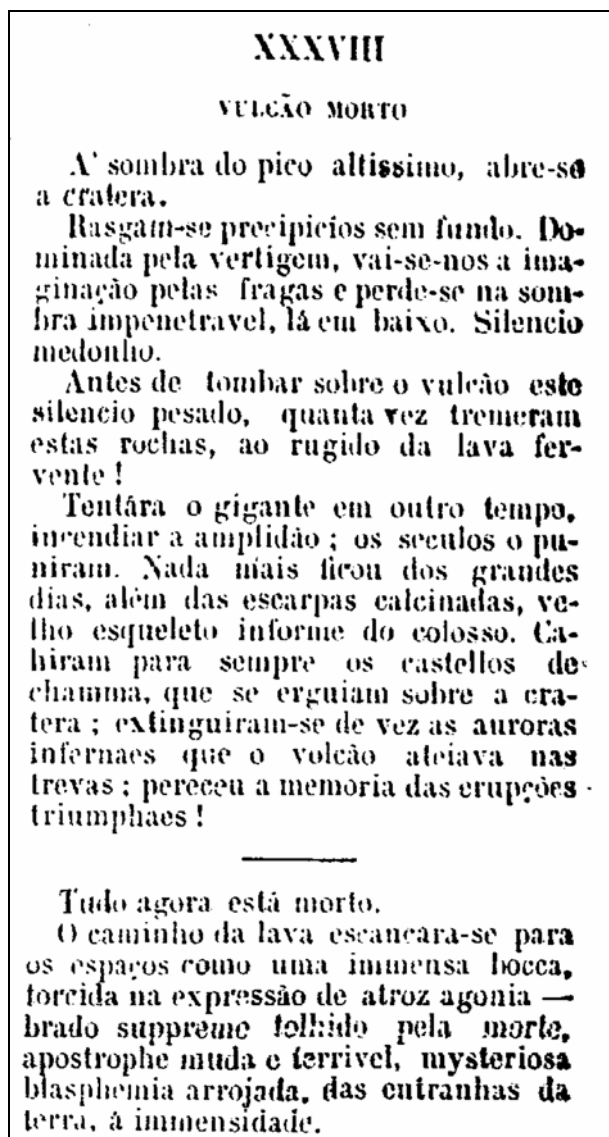 XXXVIII
VULCÃO MORTO
A' sombra do pico altissimo, abre-se
a cratera.
Rasgam-se precipicios sem fundo. Do-
minada pela vertigem, vai-se-nos a ima-
ginação pelas fragas e perde-se na som-
bra impenetravel, lá em baixo. Silencio
medonho.
Antes de tombar sobre o vulcão este
silencio pesado, quanta vez tremeram
estas rochas, ao rugido da lava fer-
vente !
Tentára o gigante em outro tempo,
incendiar a amplidão ; os seculos o pu-
niram. Nada mais ficou dos grandes
dias, além das escarpas calcinadas, ve-
lho esqueleto informe do colosso. Ca-
hiram para sempre os castellos de
chamma, que se erguiam sobre a cra-
tera ; extinguiram-se de vez as auroras
infernaes que o volcão ateiava nas
trevas ; pereceu a memoria das erupções
triumphaes !
Tudo agora está morto.
O caminho da lava escancara-se para
os espaços como uma immensa bocca,
torcida na expressão de atroz agonia —
brado suppremo tolhido pela morte,
apostrophe muda e terrivel, mysteriosa
blasphemia arrojada, das entranhas da
terra, á immensidade.